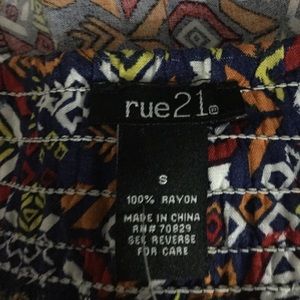 rue21
S
100% RAYON
MADE IN CHINA
RN# 70829
SEE REVERSE
FOR CARE